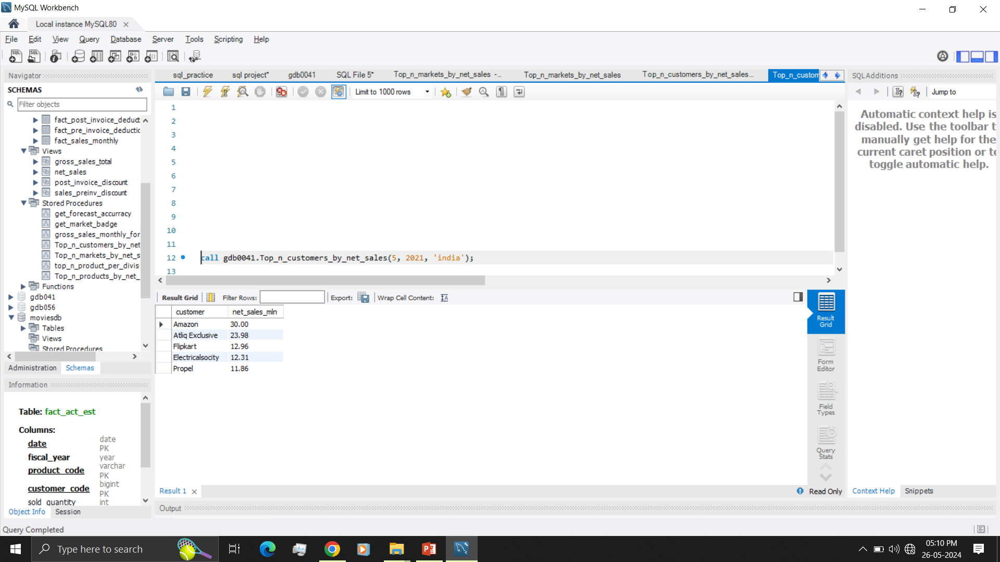 MySQL Workbench
Local instance MySQL80
File Edit View Query Database Server Tools Scripting Help
Navigator
SCHEMAS
Filter objects
fact_post_invoice_deduct
fact_pre_invoice_deductic
fact_sales_monthly
Views
gross_sales_total
net_sales
post_invoice_discount
sales_preinv_discount
Stored Procedures
get_forecast_accurracy
get_market_badge
gross_sales_monthly_for
Top_n_customers_by_net
Top_n_markets_by_net_s
top_n_product_per_divisi
Top_n_products_by_net_
Functions
gdb041
gdb056
moviesdb
Tables
Views
Stored Procedures
Administration Schemas
Information
Table: fact_act_est
Columns:
date date PK
fiscal_year year
product_code varchar PK
customer_code bigint PK
sold_quantity int
Object Info Session
sql_practice sql project* gdb0041 SQL File 5* Top_n_markets_by_net_sales -... Top_n_markets_by_net_sales Top_n_customers_by_net_sales... Top_n_custom
Limit to 1000 rows
1
2
3
4
5
6
7
8
9
10
11
12 call gdb0041.Top_n_customers_by_net_sales(5, 2021, 'india');
13
Result Grid Filter Rows: Export: Wrap Cell Content:
customer net_sales_mln
Amazon 30.00
Atliq Exclusive 23.98
Flipkart 12.96
Electricalsocity 12.31
Propel 11.86
Result Grid
Form Editor
Field Types
Query Stats
Result 1
Read Only
Output
SQLAdditions
Jump to
Automatic context help is
disabled. Use the toolbar t
manually get help for the
current caret position or to
toggle automatic help.
Context Help Snippets
Query Completed
Type here to search
05:10 PM
26-05-2024